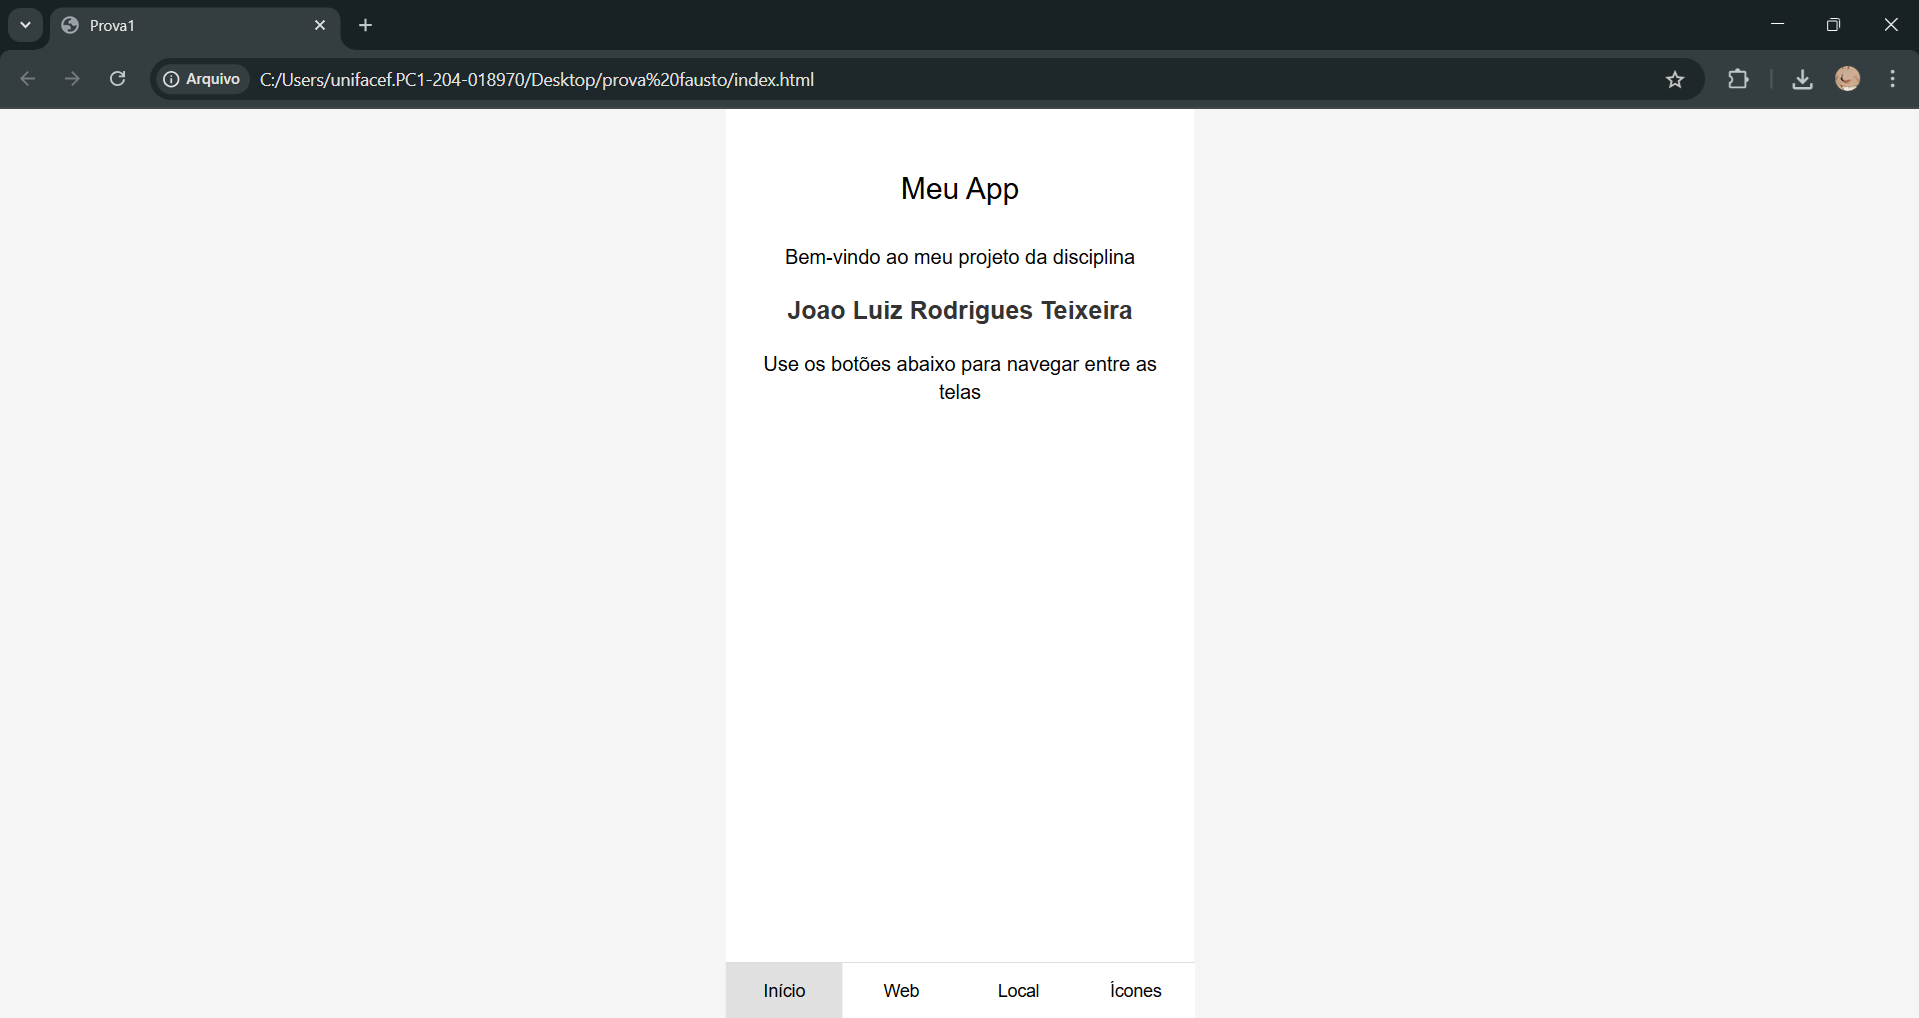 Prova1
Arquivo
C:/Users/unifacef.PC1-204-018970/Desktop/prova%20fausto/index.html
Meu App
Bem-vindo ao meu projeto da disciplina
Joao Luiz Rodrigues Teixeira
Use os botões abaixo para navegar entre as
telas
Início
Web
Local
Ícones